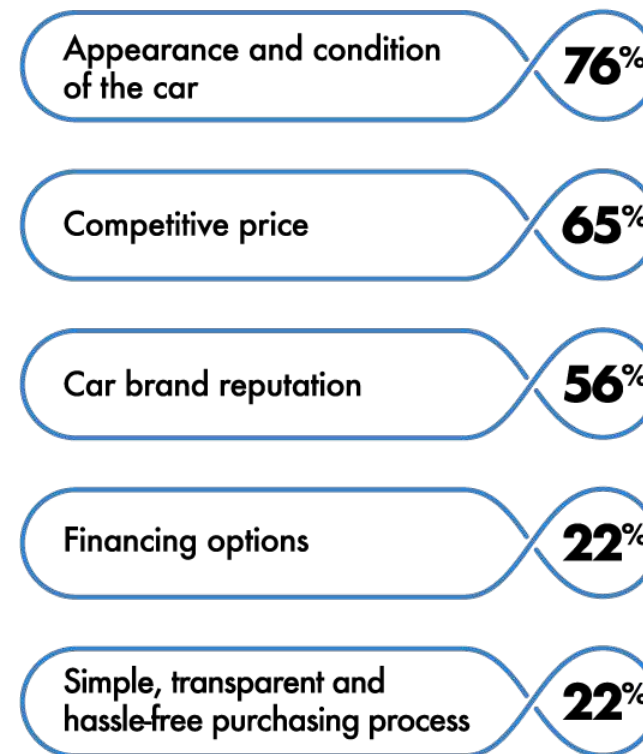 Appearance and condition
of the car
76%
Competitive price
65%
Car brand reputation
56%
Financing options
22%
Simple, transparent and
hassle-free purchasing process
22%